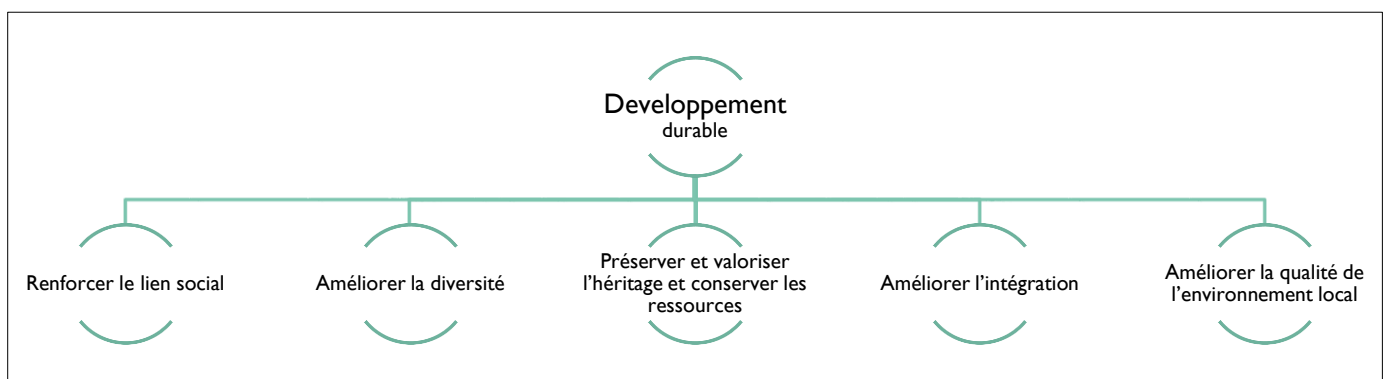 Developpement
durable
Renforcer le lien social
Améliorer la diversité
Préserver et valoriser
l’héritage et conserver les
ressources
Améliorer l’intégration
Améliorer la qualité de
l’environnement local